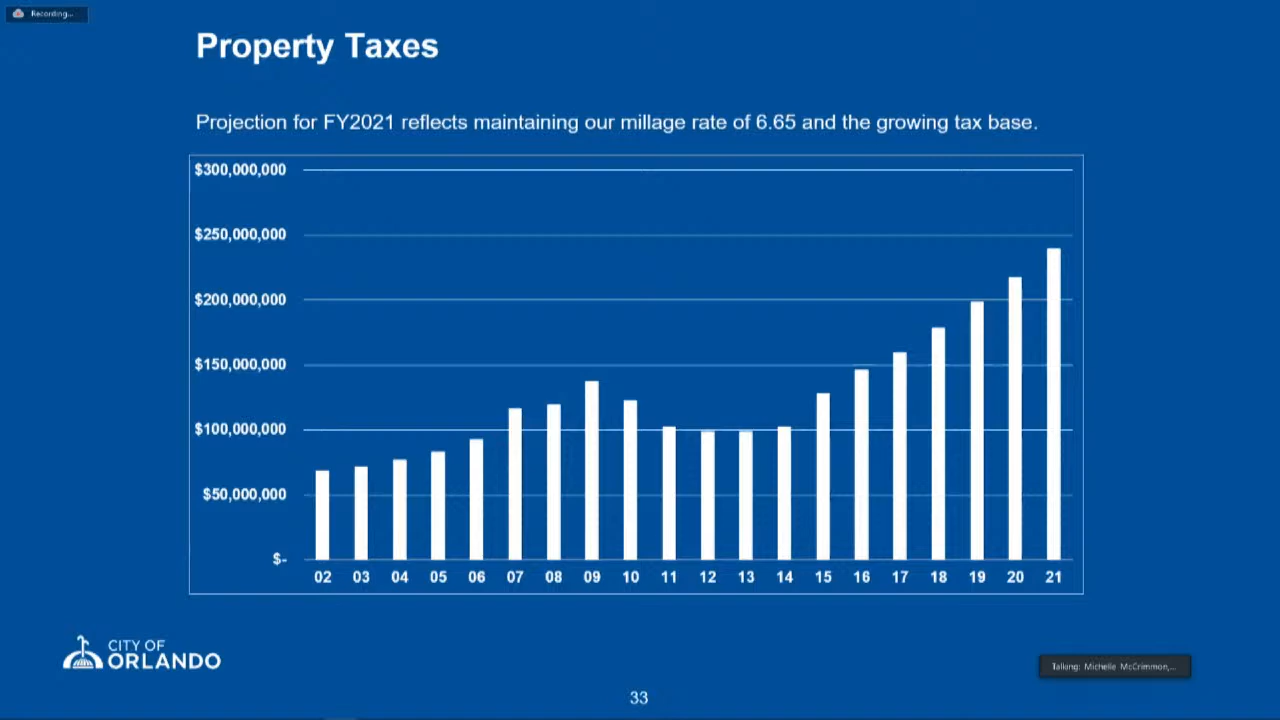 Recording...
Property Taxes
Projection for FY2021 reflects maintaining our millage rate of 6.65 and the growing tax base.
$300,000,000
$250,000,000
$200,000,000
$150,000,000
$100,000,000
$50,000,000
$-
02 03 04 05 06 07 08 09 10 11 12 13 14 15 16 17 18 19 20 21
CITY OF
ORLANDO
Talking: Michelle McCrimmon,...
33